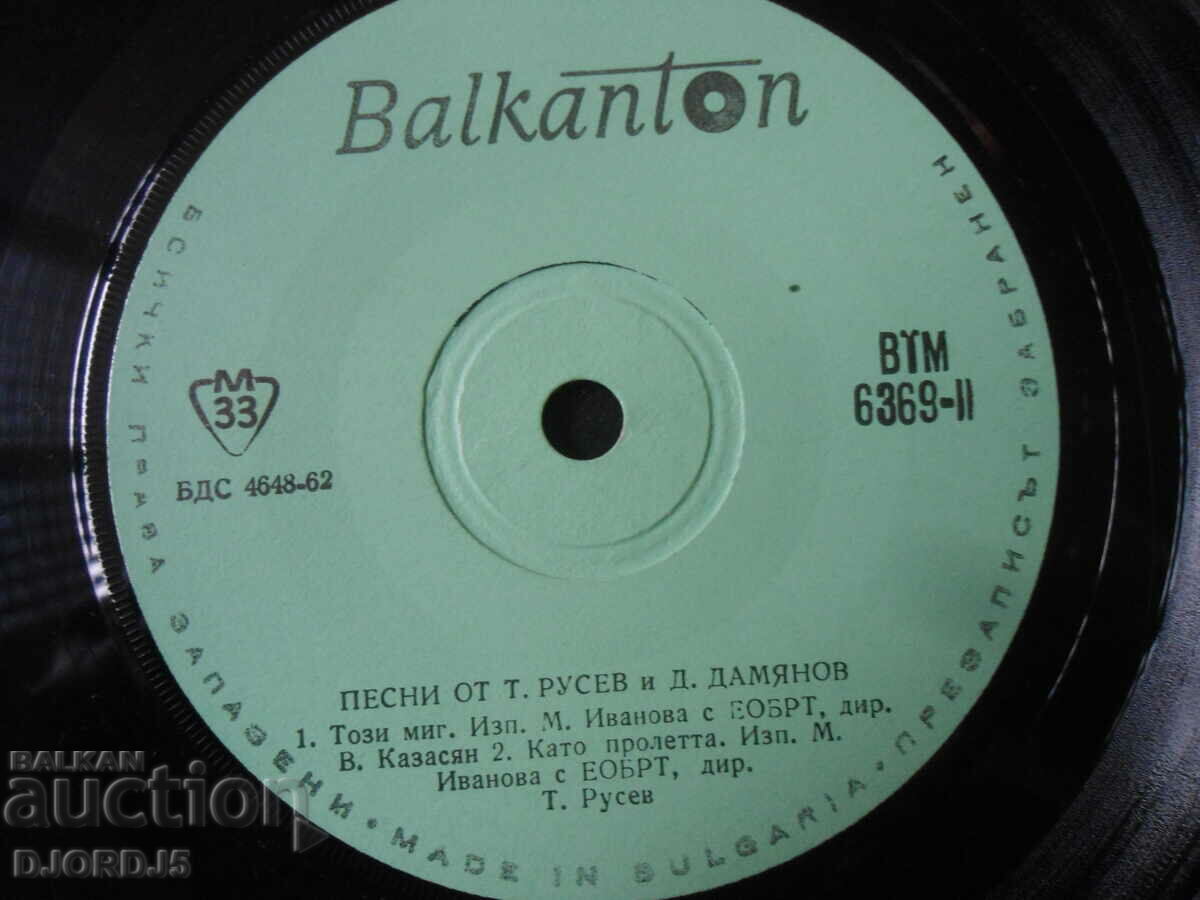 Balkanton
ВСИЧКИ ПРАВА ЗАПАЗЕНИ • MADE IN BULGARIA • ПРЕЗАПИСЪТ ЗАБРАНЕН
М
33
БДС 4648-62
ВТМ
6369-II
ПЕСНИ ОТ Т. РУСЕВ и Д. ДАМЯНОВ
1. Този миг. Изп. М. Иванова с ЕОБРТ, дир.
В. Казасян 2. Като пролетта. Изп. М.
Иванова с ЕОБРТ, дир.
Т. Русев
BALKAN
auction
DJORDJ5